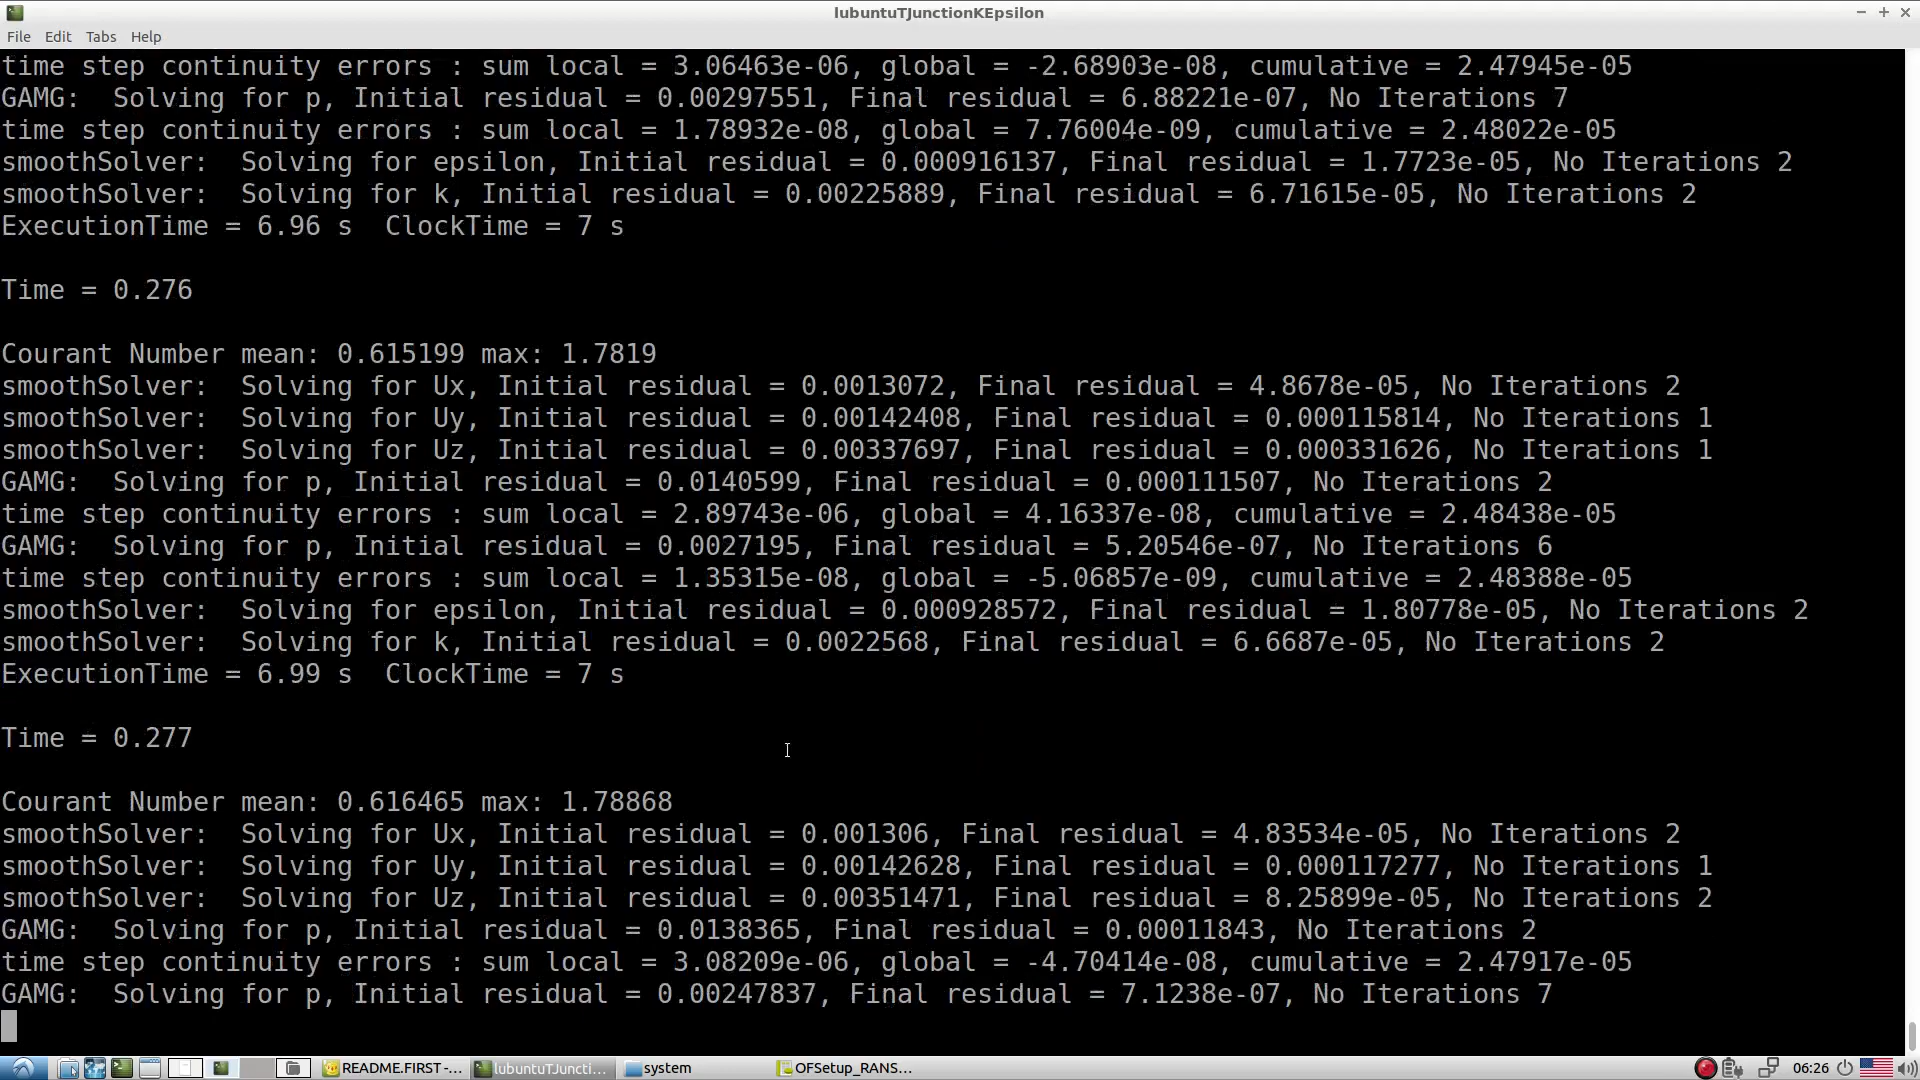 lubuntuTJunctionKEpsilon
File Edit Tabs Help
time step continuity errors : sum local = 3.06463e-06, global = -2.68903e-08, cumulative = 2.47945e-05
GAMG:  Solving for p, Initial residual = 0.00297551, Final residual = 6.88221e-07, No Iterations 7
time step continuity errors : sum local = 1.78932e-08, global = 7.76004e-09, cumulative = 2.48022e-05
smoothSolver:  Solving for epsilon, Initial residual = 0.000916137, Final residual = 1.7723e-05, No Iterations 2
smoothSolver:  Solving for k, Initial residual = 0.00225889, Final residual = 6.71615e-05, No Iterations 2
ExecutionTime = 6.96 s  ClockTime = 7 s
Time = 0.276
Courant Number mean: 0.615199 max: 1.7819
smoothSolver:  Solving for Ux, Initial residual = 0.0013072, Final residual = 4.8678e-05, No Iterations 2
smoothSolver:  Solving for Uy, Initial residual = 0.00142408, Final residual = 0.000115814, No Iterations 1
smoothSolver:  Solving for Uz, Initial residual = 0.00337697, Final residual = 0.000331626, No Iterations 1
GAMG:  Solving for p, Initial residual = 0.0140599, Final residual = 0.000111507, No Iterations 2
time step continuity errors : sum local = 2.89743e-06, global = 4.16337e-08, cumulative = 2.48438e-05
GAMG:  Solving for p, Initial residual = 0.0027195, Final residual = 5.20546e-07, No Iterations 6
time step continuity errors : sum local = 1.35315e-08, global = -5.06857e-09, cumulative = 2.48388e-05
smoothSolver:  Solving for epsilon, Initial residual = 0.000928572, Final residual = 1.80778e-05, No Iterations 2
smoothSolver:  Solving for k, Initial residual = 0.0022568, Final residual = 6.6687e-05, No Iterations 2
ExecutionTime = 6.99 s  ClockTime = 7 s
Time = 0.277
Courant Number mean: 0.616465 max: 1.78868
smoothSolver:  Solving for Ux, Initial residual = 0.001306, Final residual = 4.83534e-05, No Iterations 2
smoothSolver:  Solving for Uy, Initial residual = 0.00142628, Final residual = 0.000117277, No Iterations 1
smoothSolver:  Solving for Uz, Initial residual = 0.00351471, Final residual = 8.25899e-05, No Iterations 2
GAMG:  Solving for p, Initial residual = 0.0138365, Final residual = 0.00011843, No Iterations 2
time step continuity errors : sum local = 3.08209e-06, global = -4.70414e-08, cumulative = 2.47917e-05
GAMG:  Solving for p, Initial residual = 0.00247837, Final residual = 7.1238e-07, No Iterations 7
README.FIRST -... lubuntuTJuncti... system OFSetup_RANS... 06:26